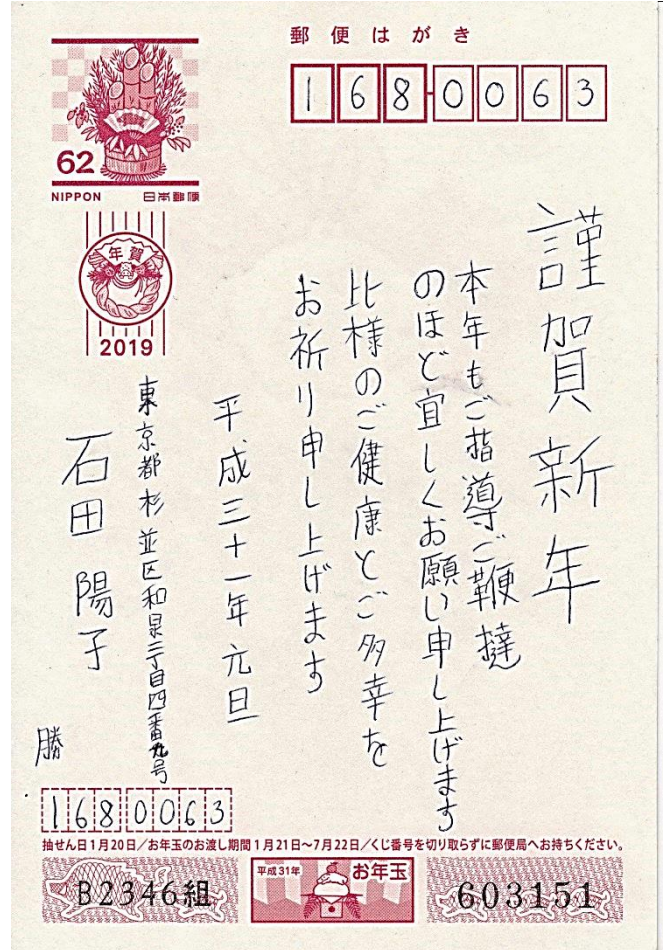 郵便はがき
168-0063
62
NIPPON 日本郵便
年賀
2019
謹賀新年
本年もご指導ご鞭撻
のほど宜しくお願い申し上げます
比様のご健康とご多幸を
お祈り申し上げます
平成三十一年元旦
東京都杉並区和泉二丁目四番九号
石田陽子
勝
1680063
抽せん日1月20日/お年玉のお渡し期間1月21日~7月22日/くじ番号を切り取らずに郵便局へお持ちください。
B2346組
平成31年
お年玉
603151